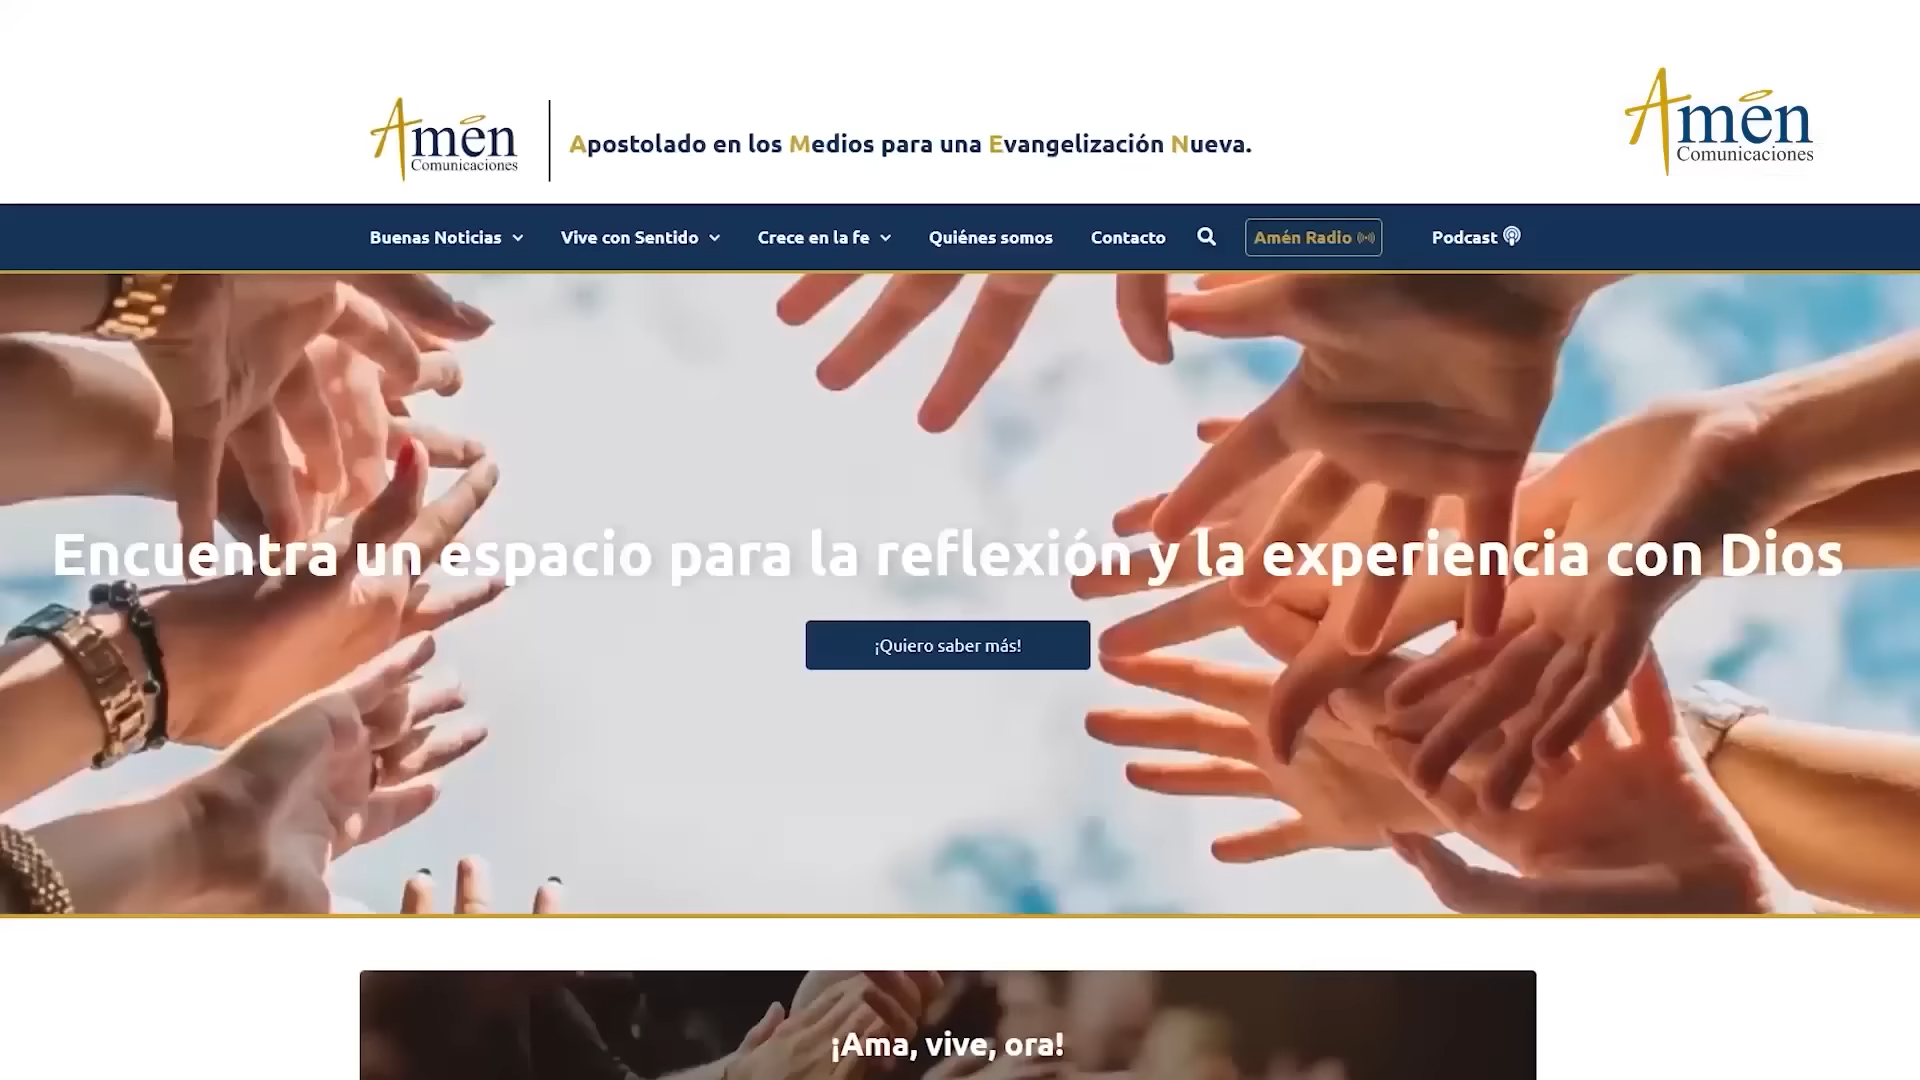 Amén
Comunicaciones
Apostolado en los Medios para una Evangelización Nueva.
Amén
Comunicaciones
Buenas Noticias
Vive con Sentido
Crece en la fe
Quiénes somos
Contacto
Amén Radio
Podcast
Encuentra un espacio para la reflexión y la experiencia con Dios
¡Quiero saber más!
¡Ama, vive, ora!